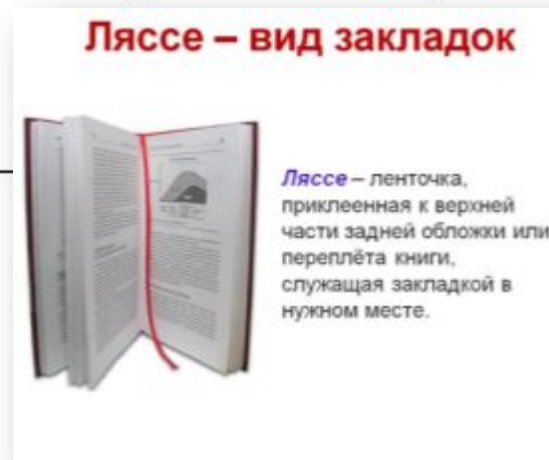 Ляссе – вид закладок
Ляссе – ленточка,
приклеенная к верхней
части задней обложки или
переплёта книги,
служащая закладкой в
нужном месте.